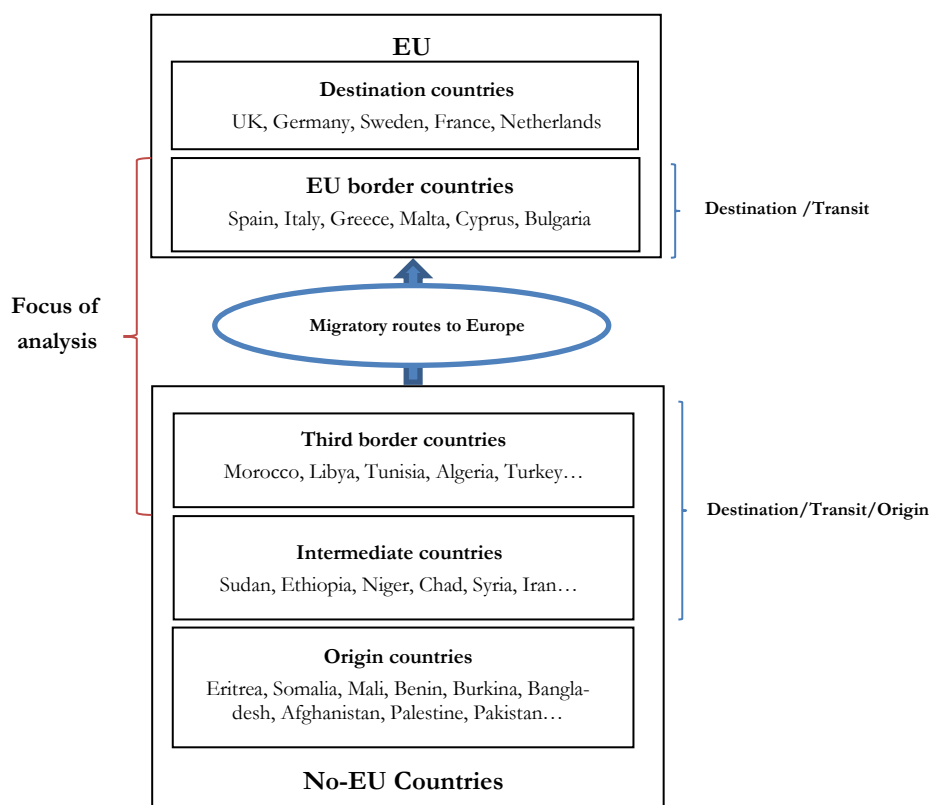 EU
Destination countries
UK, Germany, Sweden, France, Netherlands
EU border countries
Spain, Italy, Greece, Malta, Cyprus, Bulgaria
Destination /Transit
Focus of
analysis
Migratory routes to Europe
Third border countries
Morocco, Libya, Tunisia, Algeria, Turkey…
Destination/Transit/Origin
Intermediate countries
Sudan, Ethiopia, Niger, Chad, Syria, Iran…
Origin countries
Eritrea, Somalia, Mali, Benin, Burkina, Bangla-
desh, Afghanistan, Palestine, Pakistan…
No-EU Countries